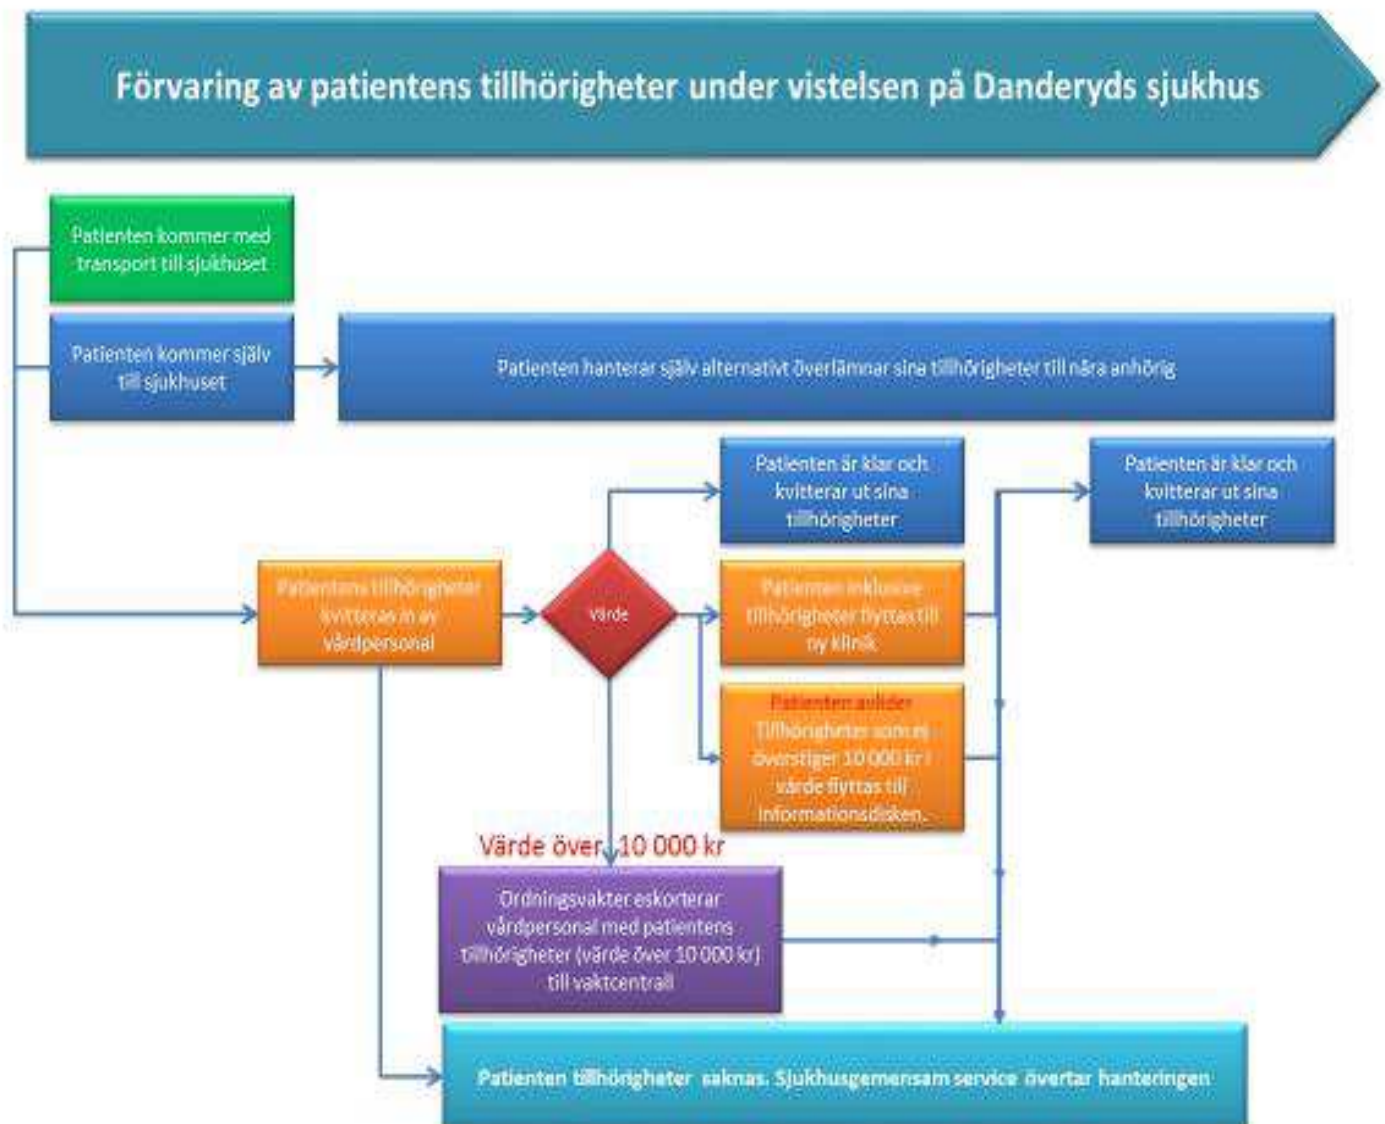 Förvaring av patientens tillhörigheter under vistelsen på Danderyds sjukhus
Patienten kommer med
transport till sjukhuset
Patienten kommer själv
till sjukhuset
Patienten hanterar själv alternativt överlämnar sina tillhörigheter till nära anhörig
Patienten är klar och
kvitterar ut sina
tillhörigheter
Patienten är klar och
kvitterar ut sina
tillhörigheter
Patientens tillhörigheter
kvitteras in av
vårdpersonal
Värde
Patienten inklusive
tillhörigheter flyttas till
ny klinik
Patienten avlider
Tillhörigheter som ej
överstiger 10 000 kr i
värde flyttas till
informationsdisken.
Värde över 10 000 kr
Ordningsvakter eskorterar
vårdpersonal med patientens
tillhörigheter (värde över 10 000 kr)
till vaktcentrall
Patienten tillhörigheter saknas. Sjukhusgemensam service övertar hanteringen